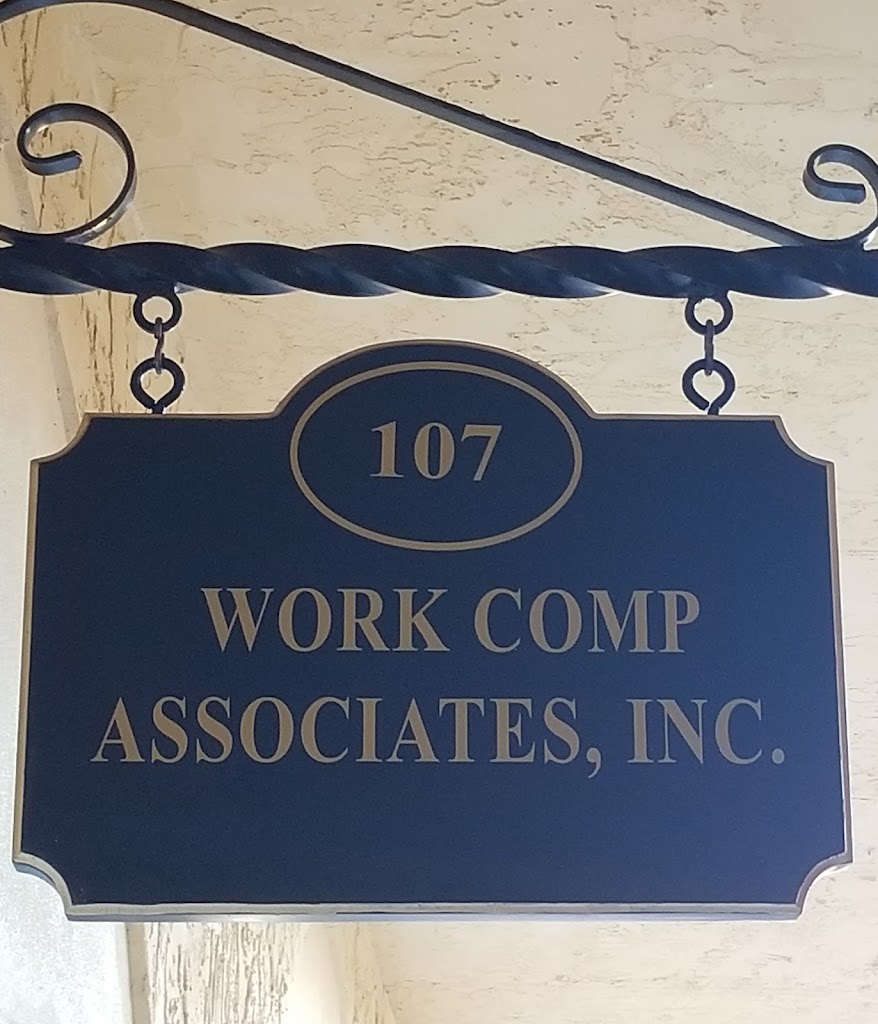 107
WORK COMP
ASSOCIATES, INC.